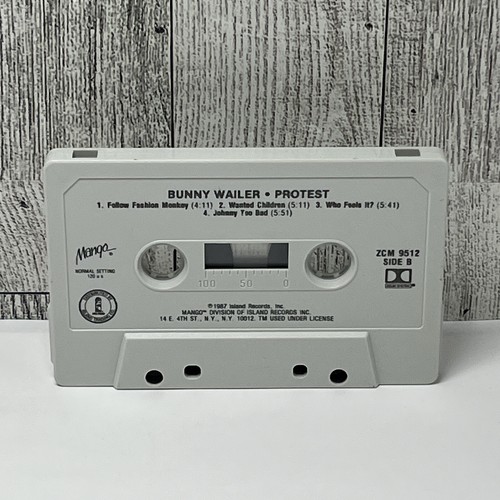 BUNNY WAILER • PROTEST
1. Follow Fashion Monkey (4:11) 2. Wanted Children (5:11) 3. Who Feels It? (5:41)
4. Johnny Too Bad (5:51)
Mango
NORMAL SETTING
120 u s
ZCM 9512
SIDE B
100 50 0
℗1987 Island Records, Inc.
MANGO™ DIVISION OF ISLAND RECORDS INC.
14 E. 4TH ST., N.Y., N.Y. 10012. TM USED UNDER LICENSE